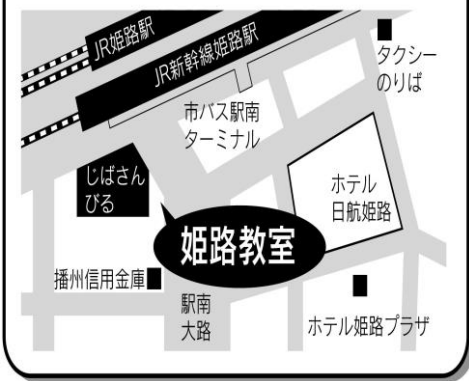 JR姫路駅
JR新幹線姫路駅
タクシー
のりば
市バス駅南
ターミナル
じばさん
びる
ホテル
日航姫路
姫路教室
播州信用金庫
駅南
大路
ホテル姫路プラザ